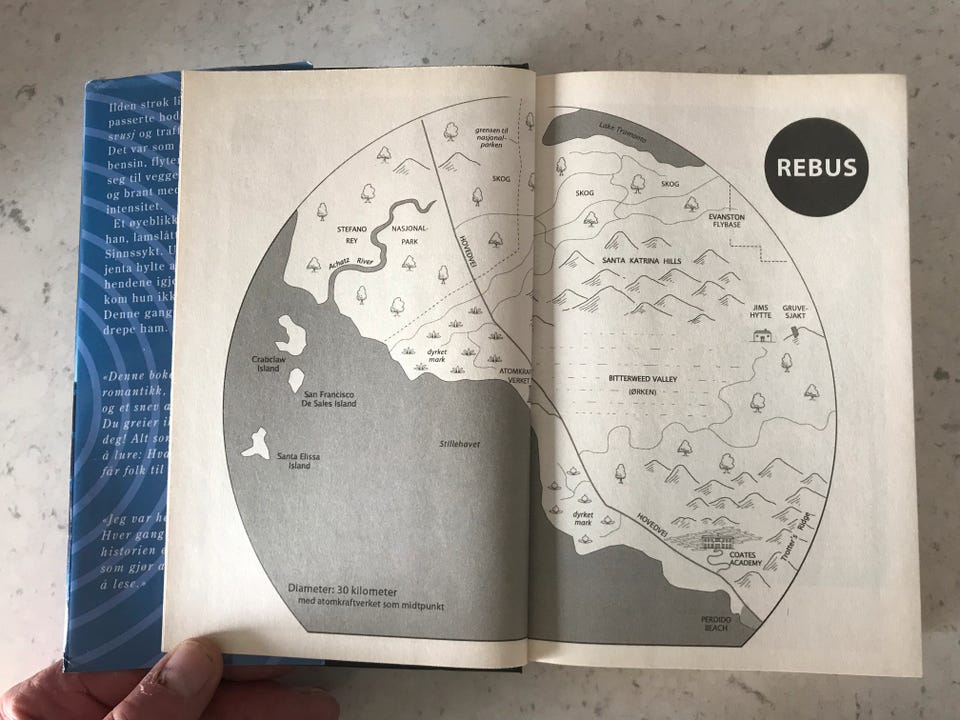 Ilden strøk li
passerte hod
svusj og traff
Det var som
bensin, flyter
seg til vegge
og brant med
intensitet.
Et øyeblikk
han, lamslått
Sinnssykt. U
jenta hylte a
hendene igje
kom hun ikk
Denne gang
drepe ham.
«Denne boke
romantikk,
og et snev a
Du greier i
deg! Alt som
å lure: Hva
får folk til
«Jeg var he
Hver gang
historien e
som gjør a
å lese.»
grensen til
nasjonal-
parken
SKOG
STEFANO
REY
NASJONAL-
PARK
Achatz River
HOVEDVEI
dyrket
mark
ATOMKRAFT
VERKET
Crabclaw
Island
San Francisco
De Sales Island
Santa Elissa
Island
Stillehavet
Diameter: 30 kilometer
med atomkraftverket som midtpunkt
Lake Tramonto
REBUS
SKOG
SKOG
EVANSTON
FLYBASE
SANTA KATRINA HILLS
JIMS
HYTTE
GRUVE-
SJAKT
BITTERWEED VALLEY
(ØRKEN)
dyrket
mark
HOVEDVEI
COATES
ACADEMY
Trotter's Ridge
PERDIDO
BEACH